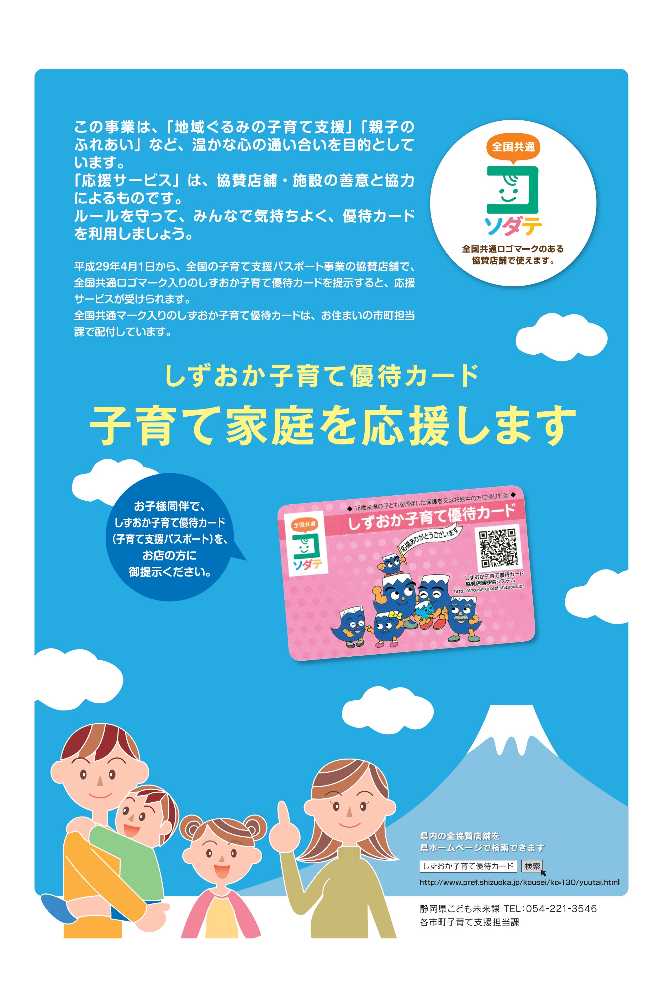 この事業は、「地域ぐるみの子育て支援」「親子の
ふれあい」など、温かな心の通い合いを目的として
います。
「応援サービス」は、協賛店舗・施設の善意と協力
によるものです。
ルールを守って、みんなで気持ちよく、優待カード
を利用しましょう。
平成29年4月1日から、全国の子育て支援パスポート事業の協賛店舗で、
全国共通ロゴマーク入りのしずおか子育て優待カードを提示すると、応援
サービスが受けられます。
全国共通マーク入りのしずおか子育て優待カードは、お住まいの市町担当
課で配付しています。
全国共通
コ
ソダテ
全国共通ロゴマークのある
協賛店舗で使えます。
しずおか子育て優待カード
子育て家庭を応援します
お子様同伴で、
しずおか子育て優待カード
(子育て支援パスポート)を、
お店の方に
御提示ください。
◆ 18歳未満の子どもを同伴した保護者又は妊娠中の方に限り有効 ◆
しずおか子育て優待カード
全国共通
コ
ソダテ
応援ありがとうございます
しずおか子育て優待カード
協賛店舗検索システム
http://shoushika.pref.shizuoka.jp/
県内の全協賛店舗を
県ホームページで検索できます
しずおか子育て優待カード 検索
http://www.pref.shizuoka.jp/kousei/ko-130/yuutai.html
静岡県こども未来課 TEL:054-221-3546
各市町子育て支援担当課